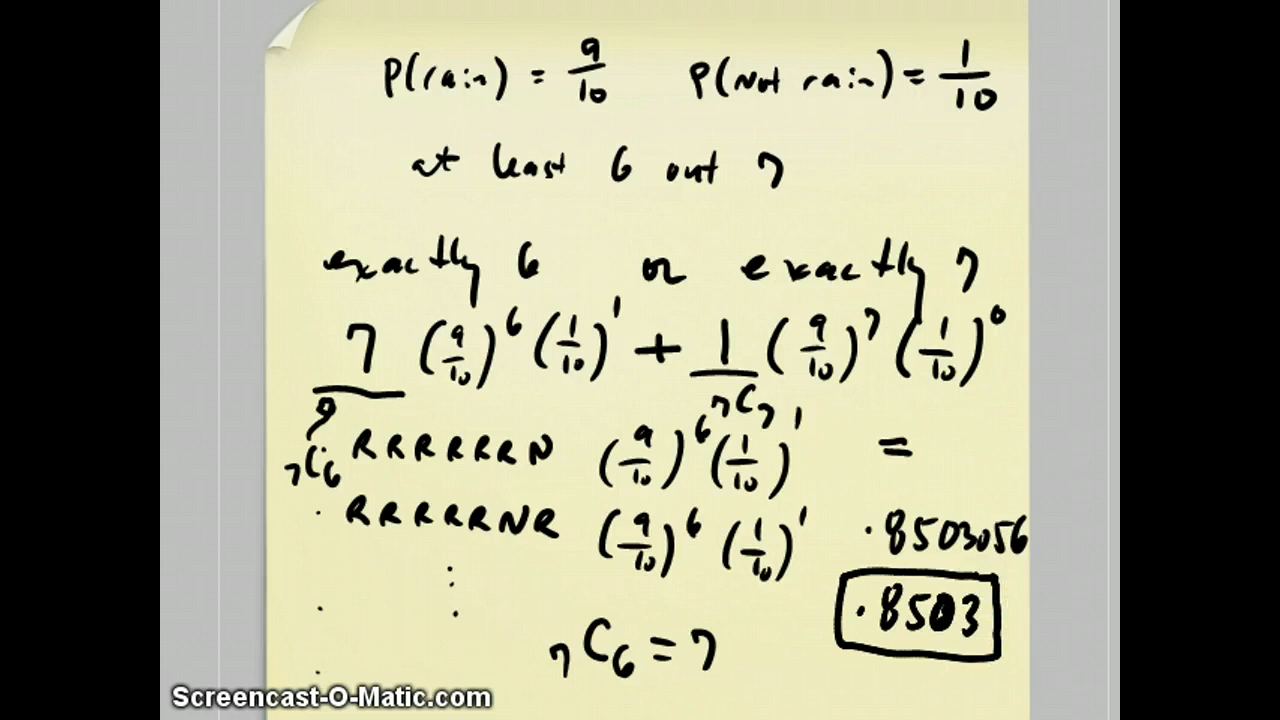 P(rain) = 9/10 P(Not rain) = 1/10
at least 6 out 7
exactly 6 or exactly 7
7 (9/10)^6 (1/10)^1 + 1 (9/10)^7 (1/10)^0
7C7
7C6 RRRRRRN (9/10)^6 (1/10)^1 =
RRRRRNR (9/10)^6 (1/10)^1 .8503056
.8503
7C6 = 7
Screencast-O-Matic.com